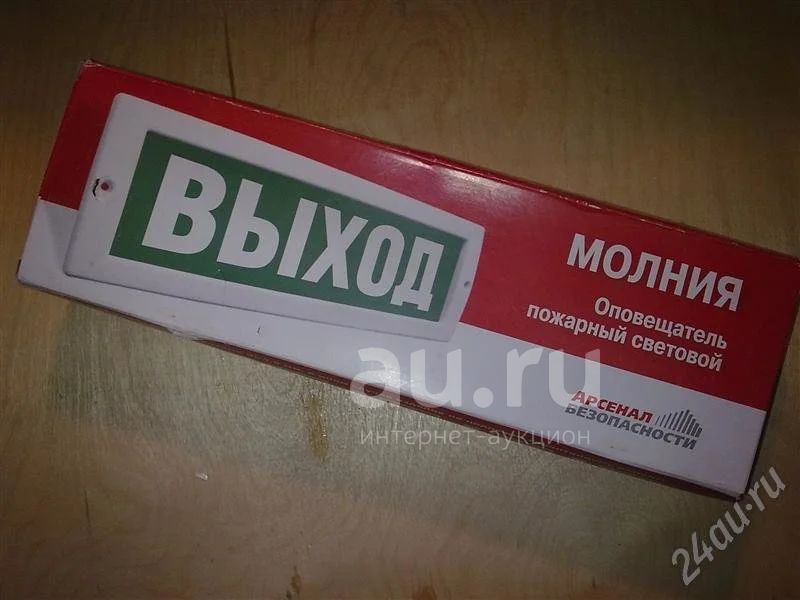 ВЫХОД
МОЛНИЯ
Оповещатель
пожарный световой
АРСЕНАЛ
БЕЗОПАСНОСТИ
au.ru
интернет-аукцион
24au.ru